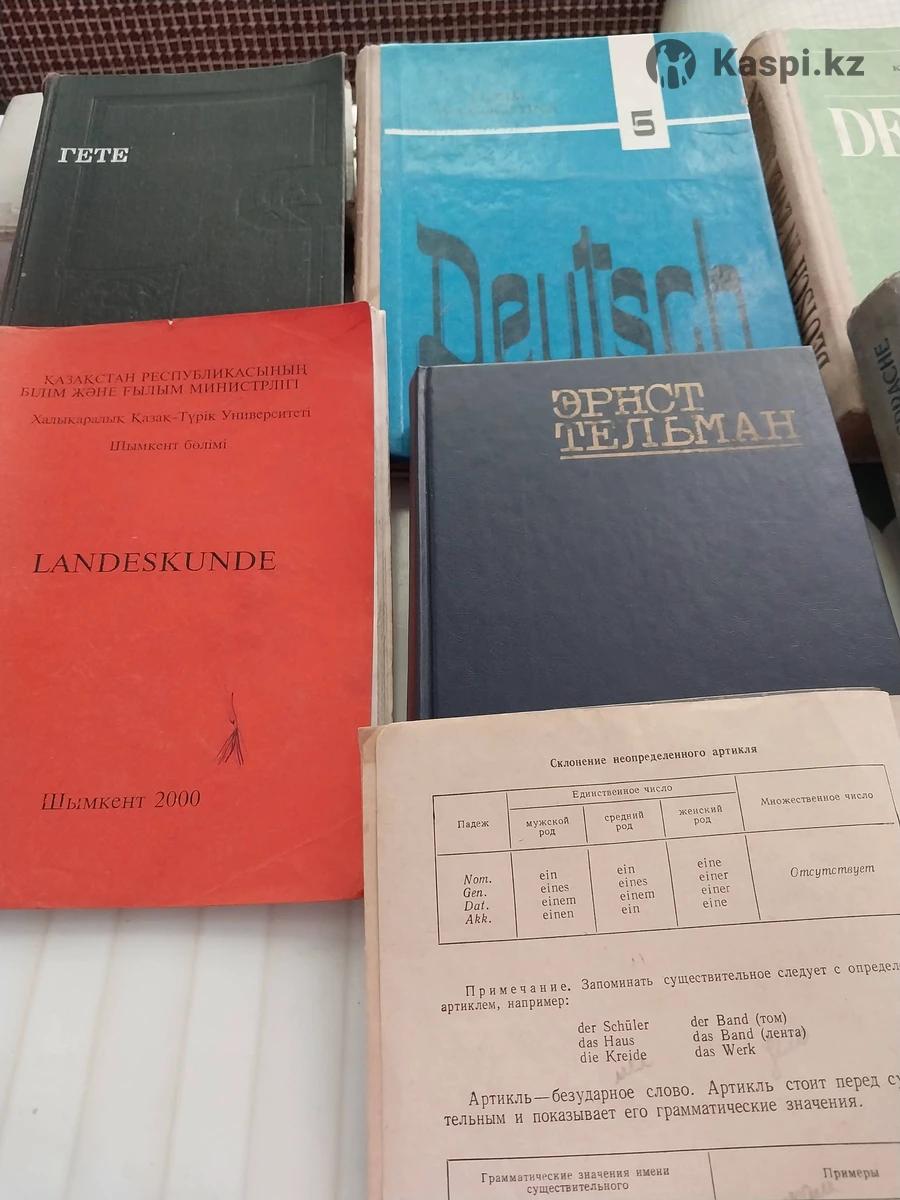 Kaspi.kz
ГЕТЕ
5
Deutsch
DE
ҚАЗАҚСТАН РЕСПУБЛИКАСЫНЫҢ
БІЛІМ ЖӘНЕ ҒЫЛЫМ МИНИСТРЛІГІ
Халықаралық Қазақ-Түрік Университеті
Шымкент бөлімі
LANDESKUNDE
Шымкент 2000
ЭРНСТ
ТЕЛЬМАН
Склонение неопределенного артикля
Падеж
Единственное число
Множественное число
мужской род
средний род
женский род
Nom. ein ein eine Отсутствует
Gen. eines eines einer
Dat. einem einem einer
Akk. einen ein eine
Примечание. Запоминать существительное следует с определ
артиклем, например:
der Schüler der Band (том)
das Haus das Band (лента)
die Kreide das Werk
Артикль—безударное слово. Артикль стоит перед су
тельным и показывает его грамматические значения.
Грамматические значения имени
существительного
Примеры